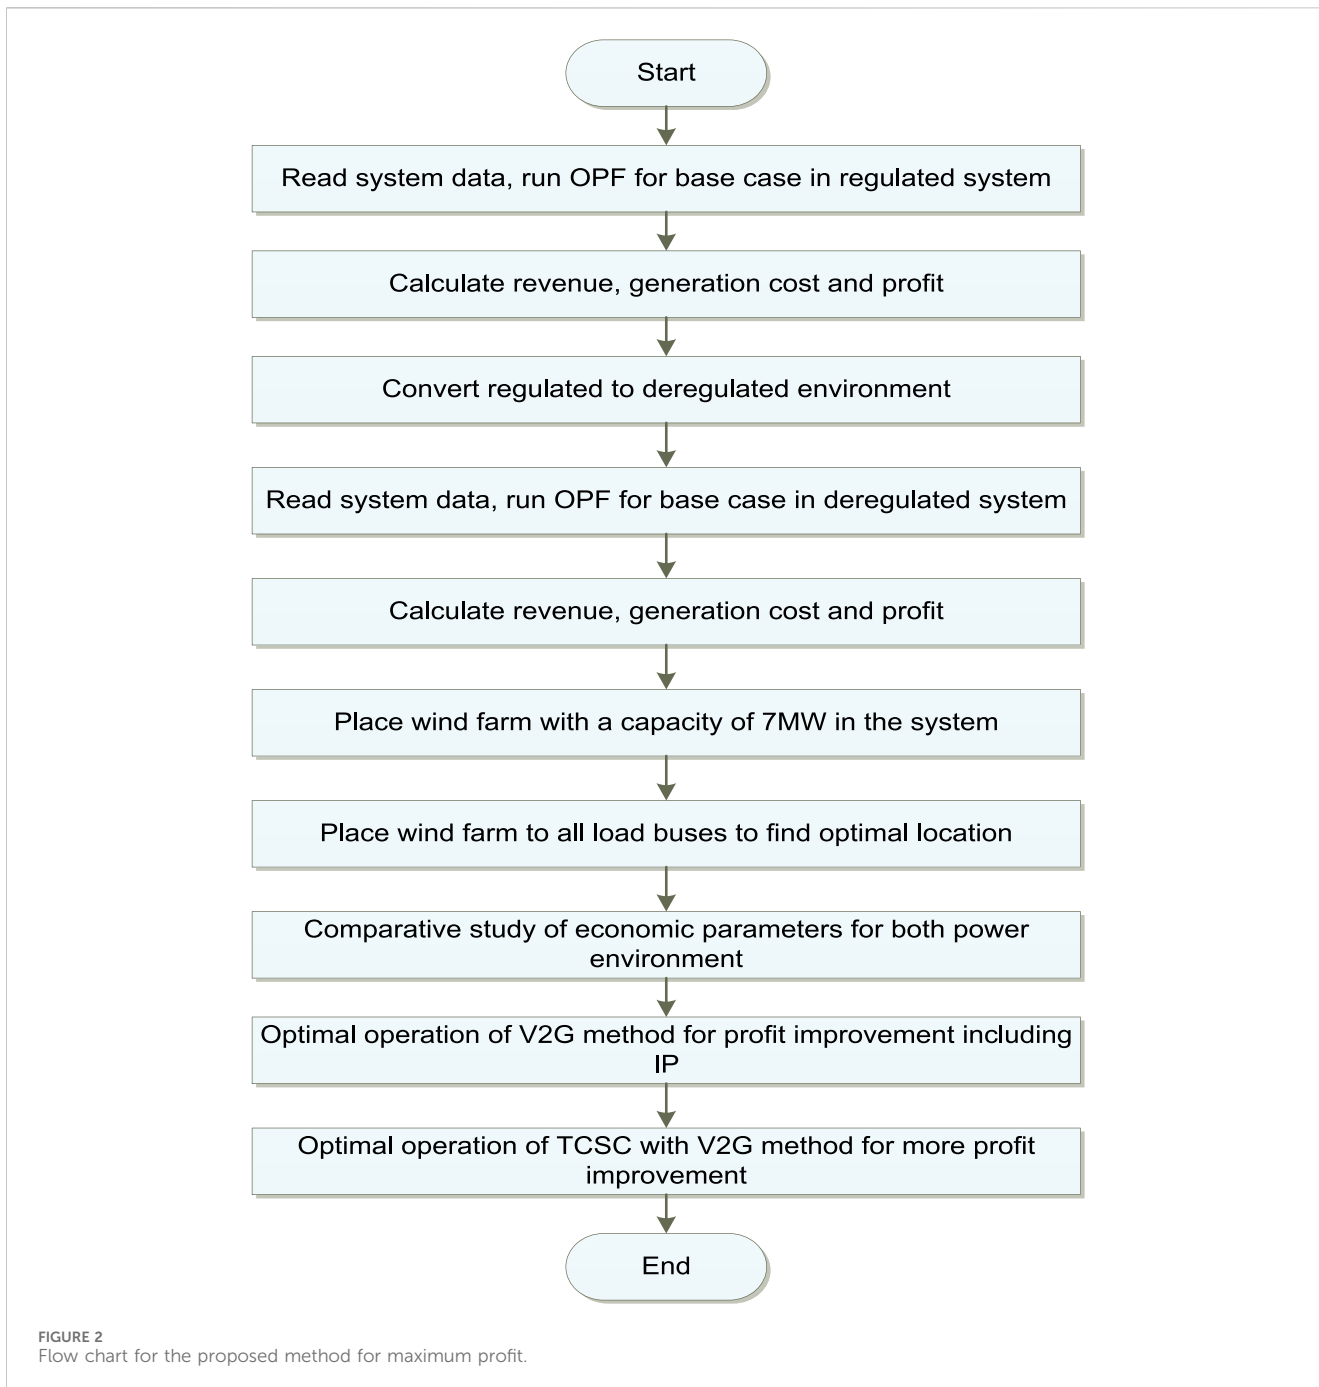 Start
Read system data, run OPF for base case in regulated system
Calculate revenue, generation cost and profit
Convert regulated to deregulated environment
Read system data, run OPF for base case in deregulated system
Calculate revenue, generation cost and profit
Place wind farm with a capacity of 7MW in the system
Place wind farm to all load buses to find optimal location
Comparative study of economic parameters for both power
environment
Optimal operation of V2G method for profit improvement including
IP
Optimal operation of TCSC with V2G method for more profit
improvement
End
FIGURE 2
Flow chart for the proposed method for maximum profit.